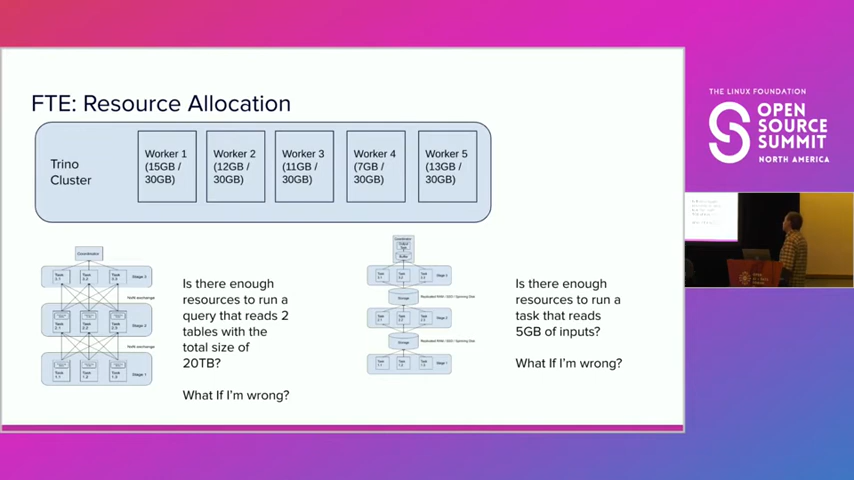 THE LINUX FOUNDATION
OPEN
SOURCE
SUMMIT
NORTH AMERICA
FTE: Resource Allocation
Trino
Cluster
Worker 1
(15GB /
30GB)
Worker 2
(12GB /
30GB)
Worker 3
(11GB /
30GB)
Worker 4
(7GB /
30GB)
Worker 5
(13GB /
30GB)
Coordinator
Stage 3
Stage 2
Stage 1
Is there enough
resources to run a
query that reads 2
tables with the
total size of
20TB?
What If I'm wrong?
Storage
Storage
Is there enough
resources to run a
task that reads
5GB of inputs?
What If I'm wrong?